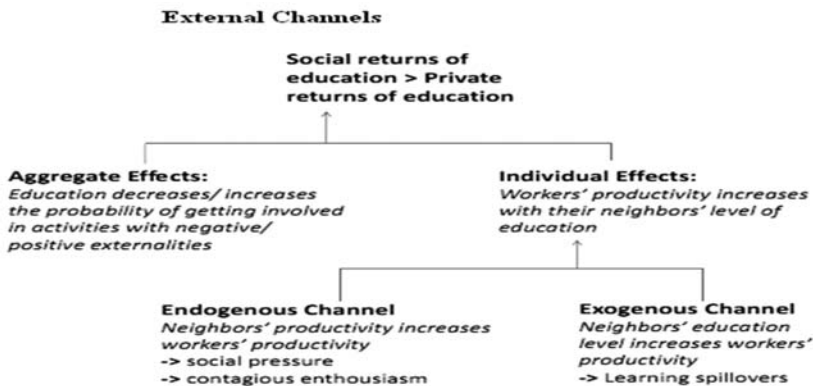 External Channels
Social returns of
education > Private
returns of education
Aggregate Effects:
Education decreases/ increases
the probability of getting involved
in activities with negative/
positive externalities
Individual Effects:
Workers' productivity increases
with their neighbors' level of
education
Endogenous Channel
Neighbors' productivity increases
workers' productivity
-> social pressure
-> contagious enthousiasm
Exogenous Channel
Neighbors' education
level increases workers'
productivity
-> Learning spillovers